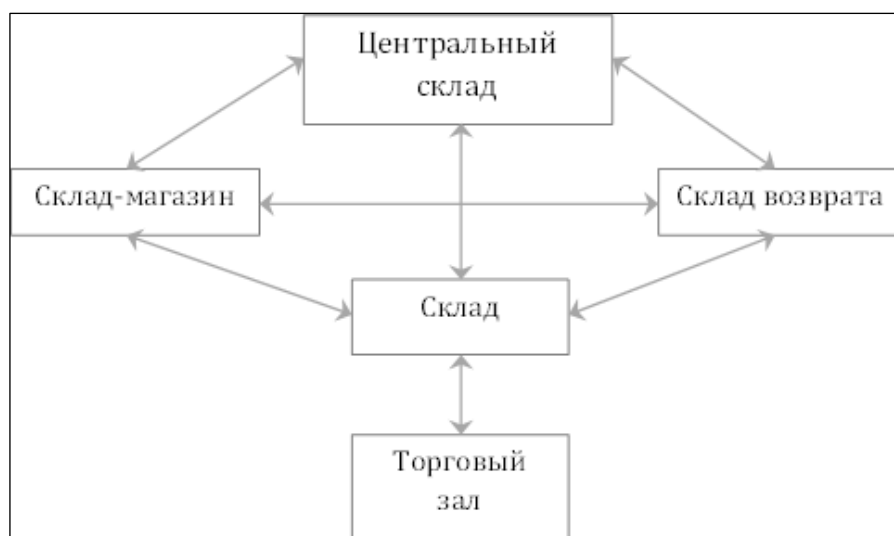 Центральный
склад
Склад-магазин
Склад возврата
Склад
Торговый
зал